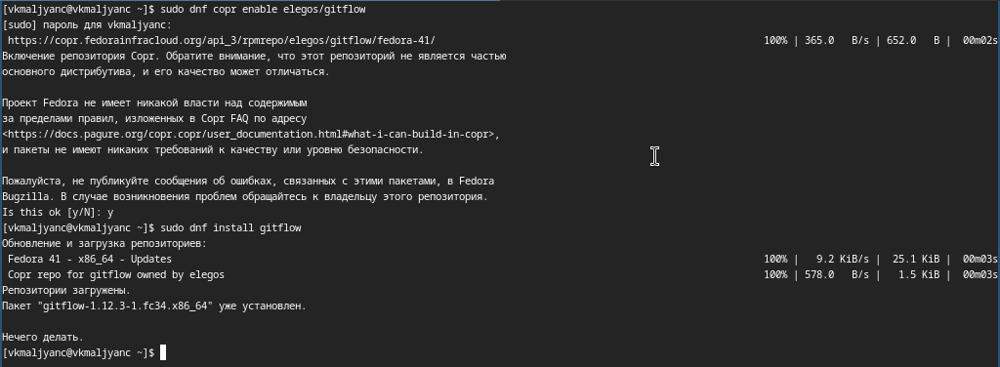 [vkmaljyanc@vkmaljyanc ~]$ sudo dnf copr enable elegos/gitflow
[sudo] пароль для vkmaljyanc:
https://copr.fedorainfracloud.org/api_3/rpmrepo/elegos/gitflow/fedora-41/ 100% | 365.0 B/s | 652.0 B | 00m02s
Включение репозитория Copr. Обратите внимание, что этот репозиторий не является частью
основного дистрибутива, и его качество может отличаться.
Проект Fedora не имеет никакой власти над содержимым
за пределами правил, изложенных в Copr FAQ по адресу
<https://docs.pagure.org/copr.copr/user_documentation.html#what-i-can-build-in-copr>,
и пакеты не имеют никаких требований к качеству или уровню безопасности.
Пожалуйста, не публикуйте сообщения об ошибках, связанных с этими пакетами, в Fedora
Bugzilla. В случае возникновения проблем обращайтесь к владельцу этого репозитория.
Is this ok [y/N]: y
[vkmaljyanc@vkmaljyanc ~]$ sudo dnf install gitflow
Обновление и загрузка репозиториев:
Fedora 41 - x86_64 - Updates 100% | 9.2 KiB/s | 25.1 KiB | 00m03s
Copr repo for gitflow owned by elegos 100% | 578.0 B/s | 1.5 KiB | 00m03s
Репозитории загружены.
Пакет "gitflow-1.12.3-1.fc34.x86_64" уже установлен.
Нечего делать.
[vkmaljyanc@vkmaljyanc ~]$